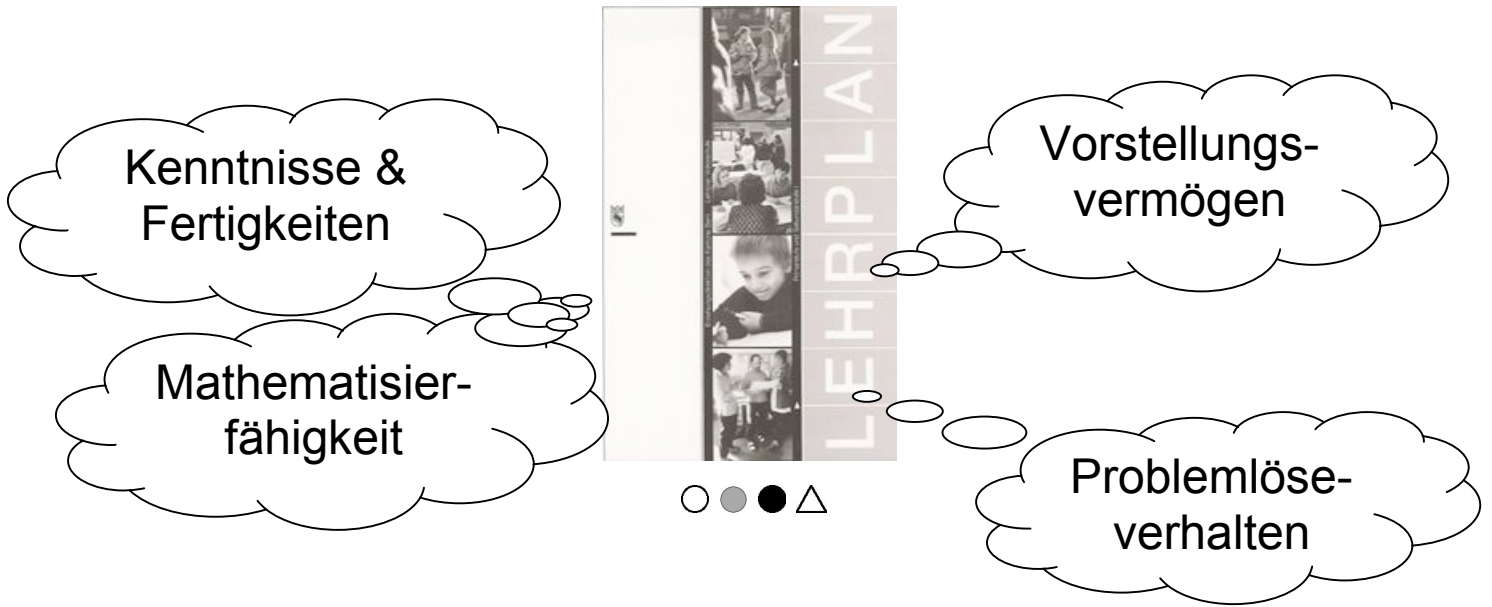 Kenntnisse &
Fertigkeiten
Mathematisier-
fähigkeit
LEHRPLAN
Vorstellungs-
vermögen
Problemlöse-
verhalten